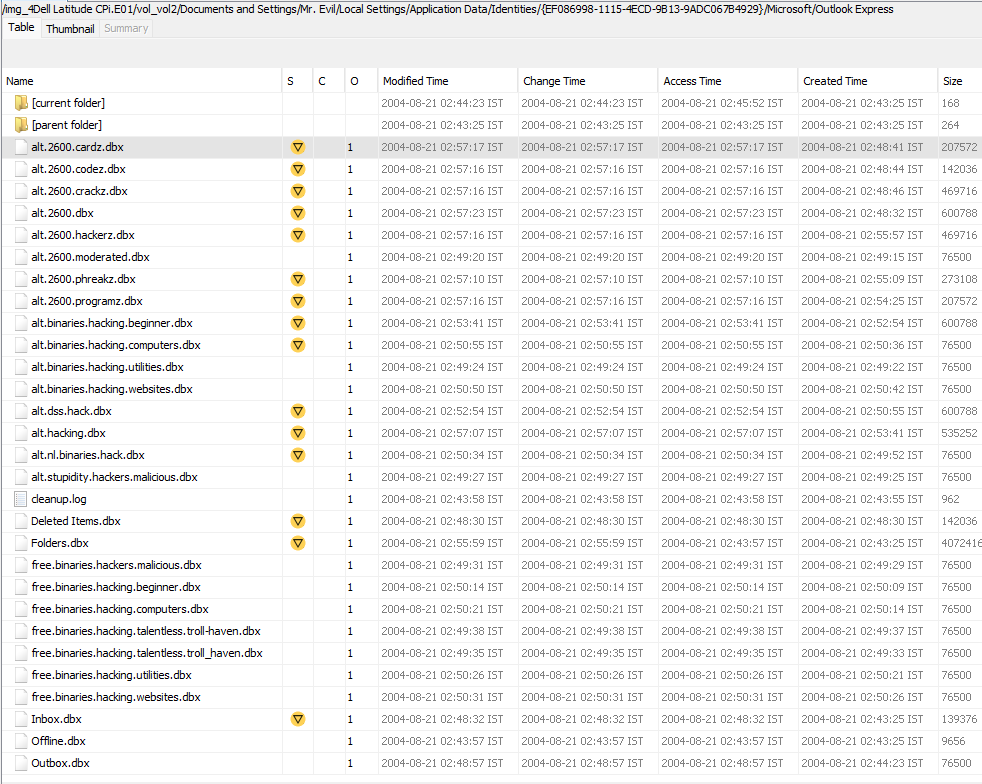 /img_4Dell Latitude CPi.E01/vol_vol2/Documents and Settings/Mr. Evil/Local Settings/Application Data/Identities/{EF086998-1115-4ECD-9B13-9ADC067B4929}/Microsoft/Outlook Express
Table Thumbnail Summary
Name S C O Modified Time Change Time Access Time Created Time Size
[current folder] 2004-08-21 02:44:23 IST 2004-08-21 02:44:23 IST 2004-08-21 02:45:52 IST 2004-08-21 02:43:25 IST 168
[parent folder] 2004-08-21 02:43:25 IST 2004-08-21 02:43:25 IST 2004-08-21 02:43:25 IST 2004-08-21 02:43:25 IST 264
alt.2600.cardz.dbx 1 2004-08-21 02:57:17 IST 2004-08-21 02:57:17 IST 2004-08-21 02:57:17 IST 2004-08-21 02:48:41 IST 207572
alt.2600.codez.dbx 1 2004-08-21 02:57:16 IST 2004-08-21 02:57:16 IST 2004-08-21 02:57:16 IST 2004-08-21 02:48:44 IST 142036
alt.2600.crackz.dbx 1 2004-08-21 02:57:16 IST 2004-08-21 02:57:16 IST 2004-08-21 02:57:16 IST 2004-08-21 02:48:46 IST 469716
alt.2600.dbx 1 2004-08-21 02:57:23 IST 2004-08-21 02:57:23 IST 2004-08-21 02:57:23 IST 2004-08-21 02:48:32 IST 600788
alt.2600.hackerz.dbx 1 2004-08-21 02:57:16 IST 2004-08-21 02:57:16 IST 2004-08-21 02:57:16 IST 2004-08-21 02:55:57 IST 469716
alt.2600.moderated.dbx 1 2004-08-21 02:49:20 IST 2004-08-21 02:49:20 IST 2004-08-21 02:49:20 IST 2004-08-21 02:49:15 IST 76500
alt.2600.phreakz.dbx 1 2004-08-21 02:57:10 IST 2004-08-21 02:57:10 IST 2004-08-21 02:57:10 IST 2004-08-21 02:55:09 IST 273108
alt.2600.programz.dbx 1 2004-08-21 02:57:16 IST 2004-08-21 02:57:16 IST 2004-08-21 02:57:16 IST 2004-08-21 02:54:25 IST 207572
alt.binaries.hacking.beginner.dbx 1 2004-08-21 02:53:41 IST 2004-08-21 02:53:41 IST 2004-08-21 02:53:41 IST 2004-08-21 02:52:54 IST 600788
alt.binaries.hacking.computers.dbx 1 2004-08-21 02:50:55 IST 2004-08-21 02:50:55 IST 2004-08-21 02:50:55 IST 2004-08-21 02:50:36 IST 76500
alt.binaries.hacking.utilities.dbx 1 2004-08-21 02:49:24 IST 2004-08-21 02:49:24 IST 2004-08-21 02:49:24 IST 2004-08-21 02:49:22 IST 76500
alt.binaries.hacking.websites.dbx 1 2004-08-21 02:50:50 IST 2004-08-21 02:50:50 IST 2004-08-21 02:50:50 IST 2004-08-21 02:50:42 IST 76500
alt.dss.hack.dbx 1 2004-08-21 02:52:54 IST 2004-08-21 02:52:54 IST 2004-08-21 02:52:54 IST 2004-08-21 02:50:55 IST 600788
alt.hacking.dbx 1 2004-08-21 02:57:07 IST 2004-08-21 02:57:07 IST 2004-08-21 02:57:07 IST 2004-08-21 02:53:41 IST 535252
alt.nl.binaries.hack.dbx 1 2004-08-21 02:50:34 IST 2004-08-21 02:50:34 IST 2004-08-21 02:50:34 IST 2004-08-21 02:49:52 IST 76500
alt.stupidity.hackers.malicious.dbx 1 2004-08-21 02:49:27 IST 2004-08-21 02:49:27 IST 2004-08-21 02:49:27 IST 2004-08-21 02:49:25 IST 76500
cleanup.log 1 2004-08-21 02:43:58 IST 2004-08-21 02:43:58 IST 2004-08-21 02:43:58 IST 2004-08-21 02:43:55 IST 962
Deleted Items.dbx 1 2004-08-21 02:48:30 IST 2004-08-21 02:48:30 IST 2004-08-21 02:48:30 IST 2004-08-21 02:48:30 IST 142036
Folders.dbx 1 2004-08-21 02:55:59 IST 2004-08-21 02:55:59 IST 2004-08-21 02:43:57 IST 2004-08-21 02:43:25 IST 4072416
free.binaries.hackers.malicious.dbx 1 2004-08-21 02:49:31 IST 2004-08-21 02:49:31 IST 2004-08-21 02:49:31 IST 2004-08-21 02:49:29 IST 76500
free.binaries.hacking.beginner.dbx 1 2004-08-21 02:50:14 IST 2004-08-21 02:50:14 IST 2004-08-21 02:50:14 IST 2004-08-21 02:50:09 IST 76500
free.binaries.hacking.computers.dbx 1 2004-08-21 02:50:21 IST 2004-08-21 02:50:21 IST 2004-08-21 02:50:21 IST 2004-08-21 02:50:14 IST 76500
free.binaries.hacking.talentless.troll-haven.dbx 1 2004-08-21 02:49:38 IST 2004-08-21 02:49:38 IST 2004-08-21 02:49:38 IST 2004-08-21 02:49:37 IST 76500
free.binaries.hacking.talentless.troll_haven.dbx 1 2004-08-21 02:49:35 IST 2004-08-21 02:49:35 IST 2004-08-21 02:49:35 IST 2004-08-21 02:49:33 IST 76500
free.binaries.hacking.utilities.dbx 1 2004-08-21 02:50:26 IST 2004-08-21 02:50:26 IST 2004-08-21 02:50:26 IST 2004-08-21 02:50:21 IST 76500
free.binaries.hacking.websites.dbx 1 2004-08-21 02:50:31 IST 2004-08-21 02:50:31 IST 2004-08-21 02:50:31 IST 2004-08-21 02:50:26 IST 76500
Inbox.dbx 1 2004-08-21 02:48:32 IST 2004-08-21 02:48:32 IST 2004-08-21 02:48:32 IST 2004-08-21 02:43:25 IST 139376
Offline.dbx 1 2004-08-21 02:43:57 IST 2004-08-21 02:43:57 IST 2004-08-21 02:43:57 IST 2004-08-21 02:43:25 IST 9656
Outbox.dbx 1 2004-08-21 02:48:57 IST 2004-08-21 02:48:57 IST 2004-08-21 02:48:57 IST 2004-08-21 02:44:23 IST 76500